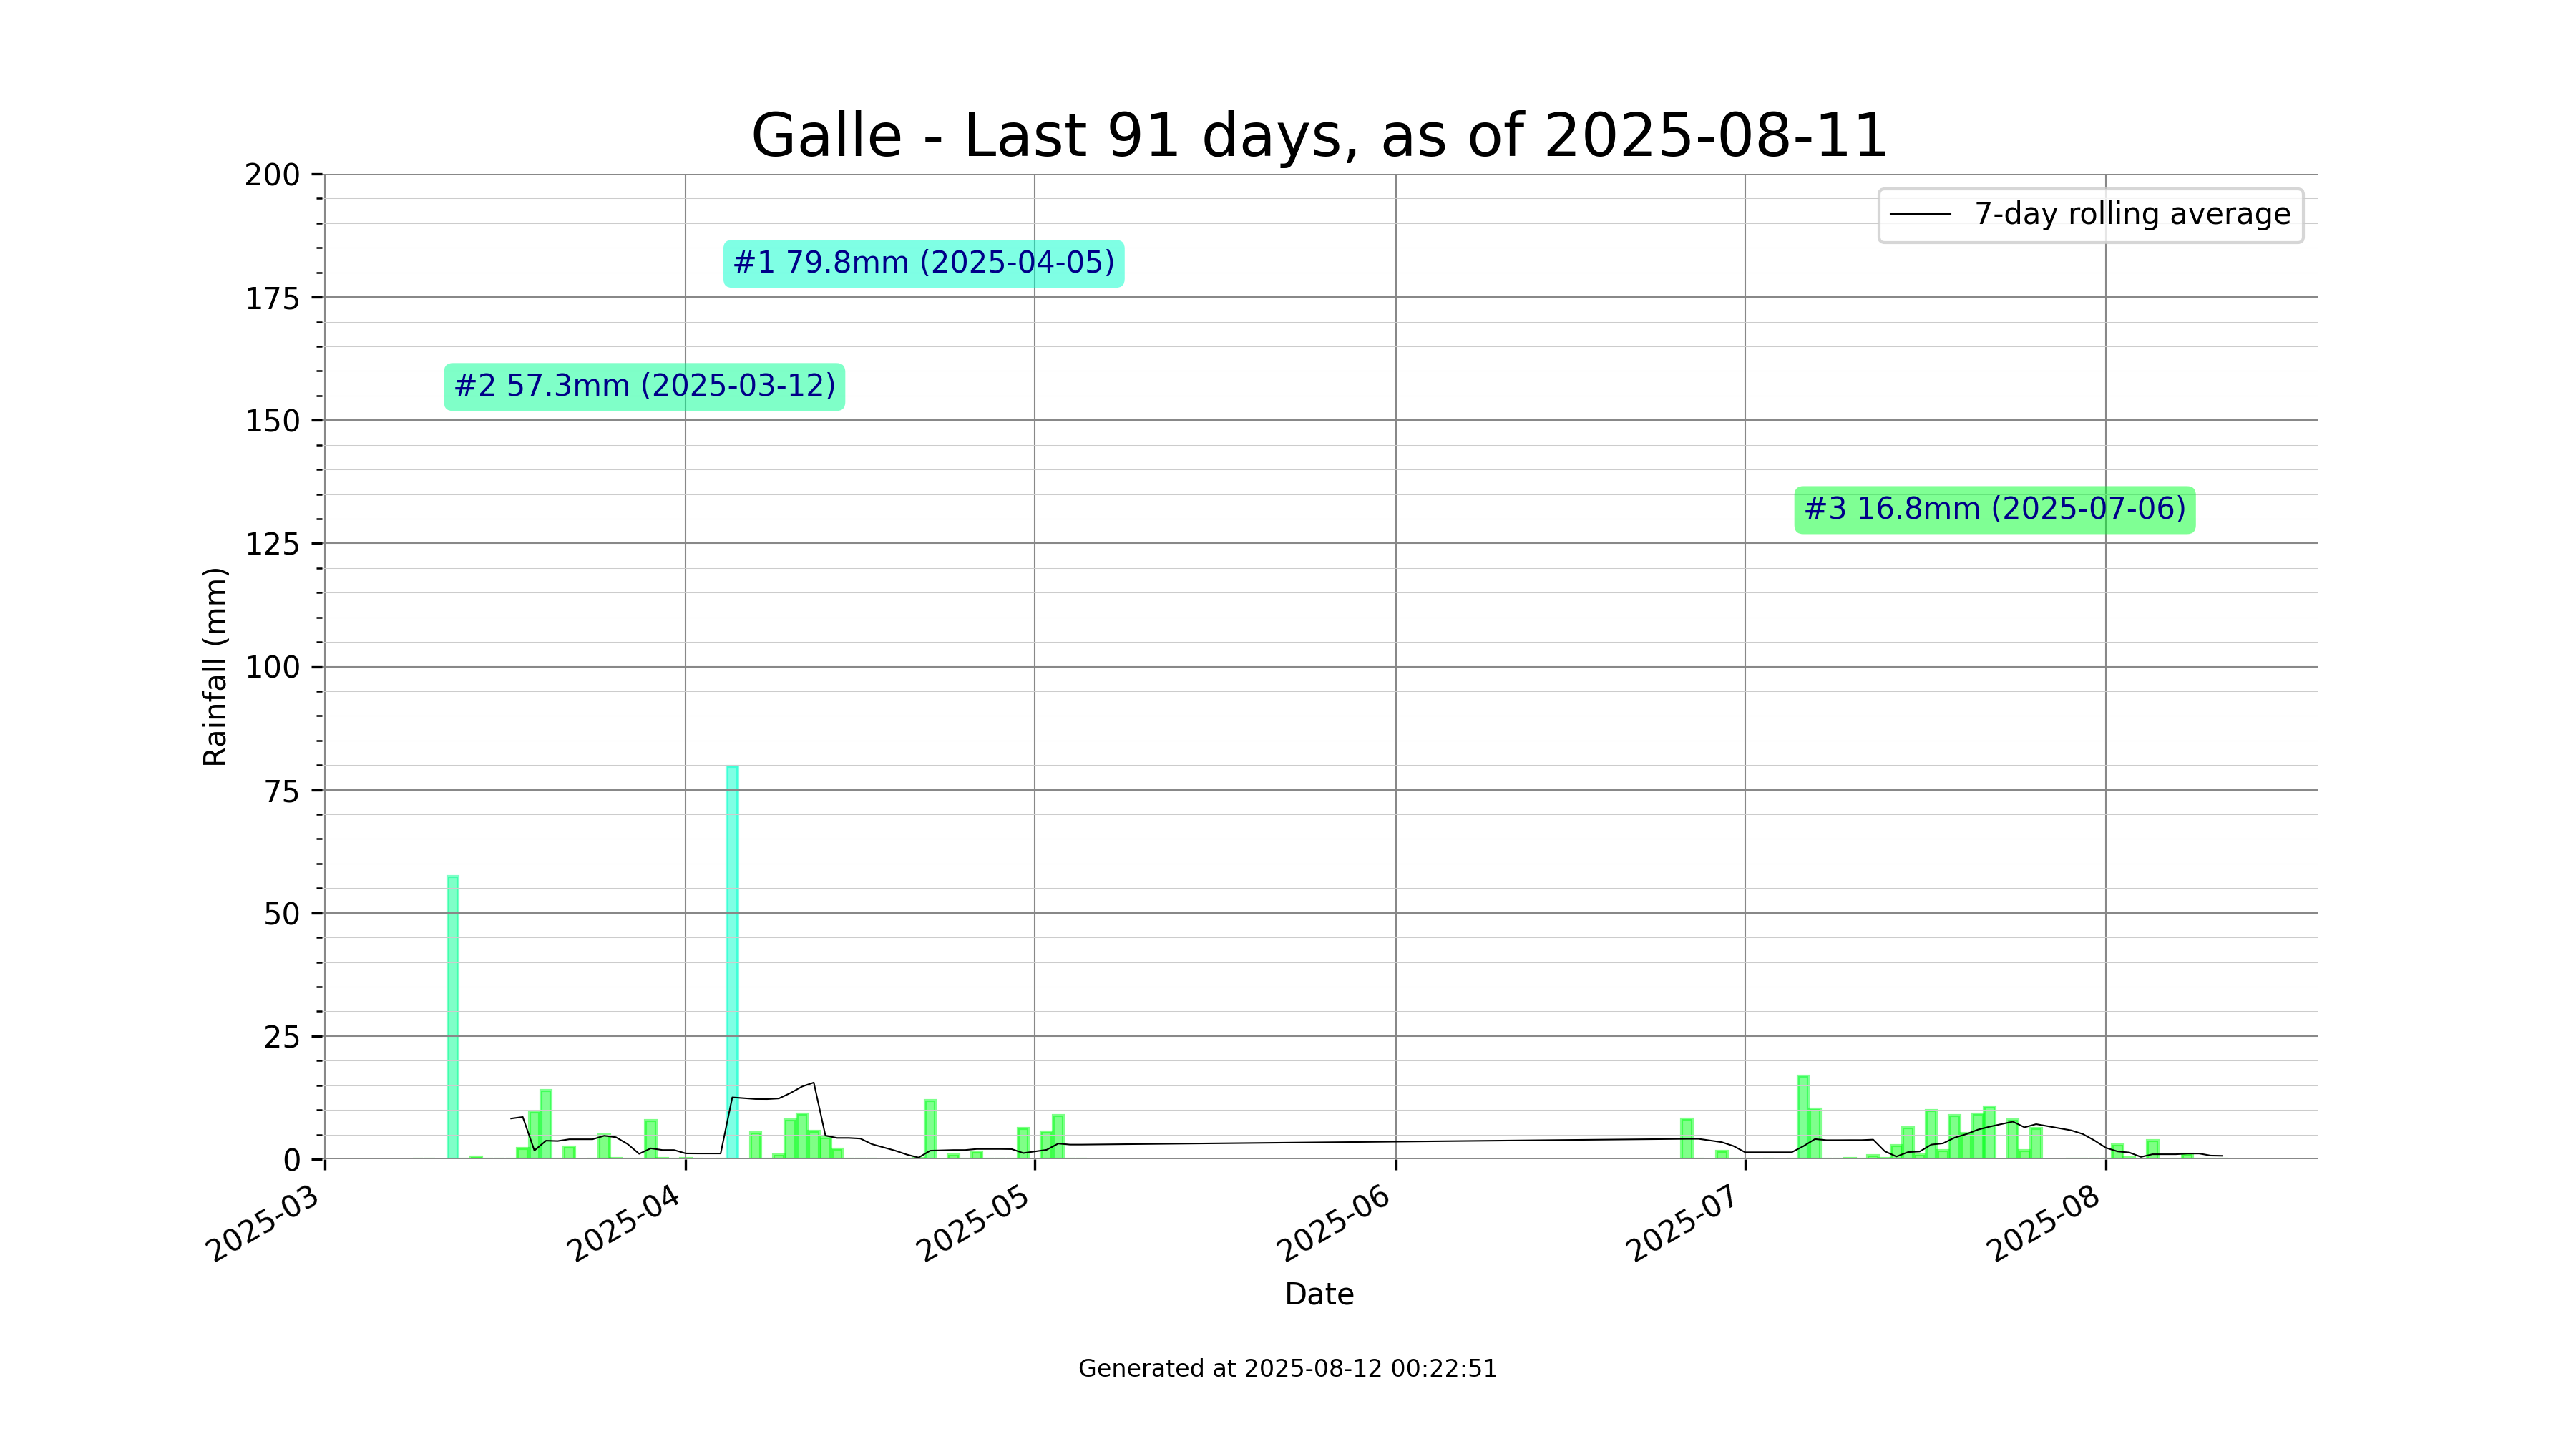 Galle - Last 91 days, as of 2025-08-11
200
175
150
125
100
75
50
25
0
Rainfall (mm)
7-day rolling average
#1 79.8mm (2025-04-05)
#2 57.3mm (2025-03-12)
#3 16.8mm (2025-07-06)
2025-03
2025-04
2025-05
2025-06
2025-07
2025-08
Date
Generated at 2025-08-12 00:22:51